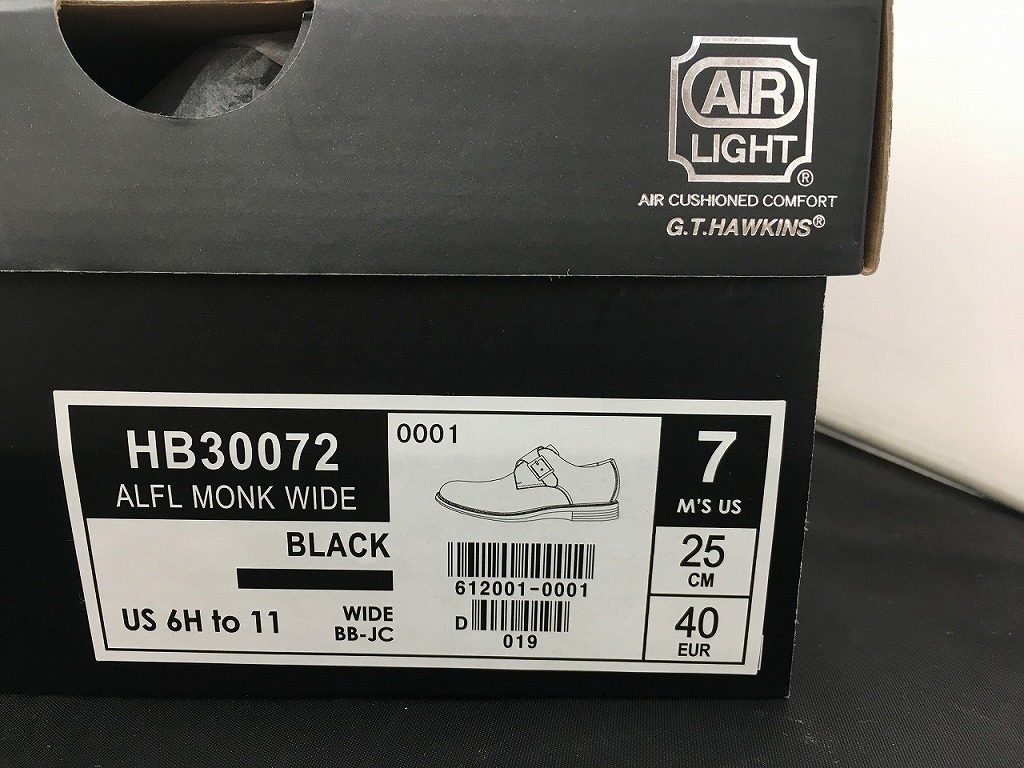 AIR
LIGHT®
AIR CUSHIONED COMFORT
G.T.HAWKINS®
HB30072
ALFL MONK WIDE
0001
7
M'S US
BLACK
25
CM
612001-0001
US 6H to 11
WIDE
BB-JC
D
019
40
EUR